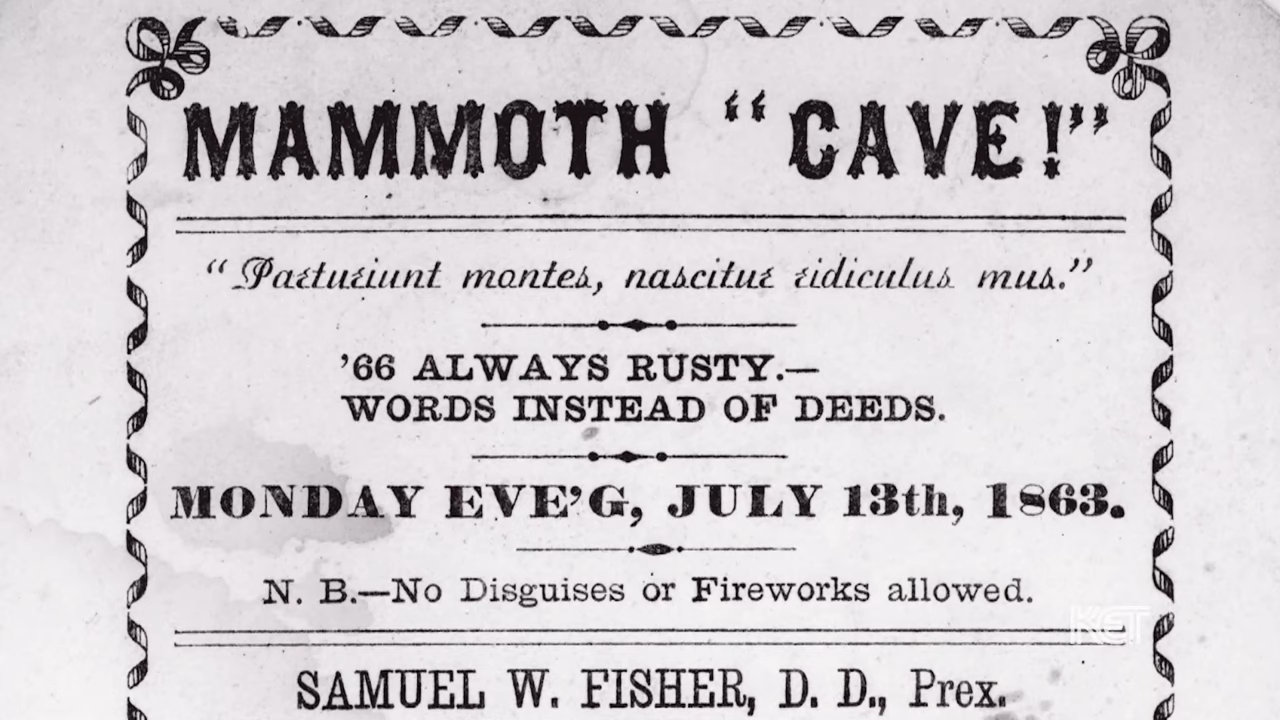 MAMMOTH “CAVE!”
“Parturiunt montes, nascitur ridiculus mus.”
’66 ALWAYS RUSTY.—
WORDS INSTEAD OF DEEDS.
MONDAY EVE’G, JULY 13th, 1863.
N. B.—No Disguises or Fireworks allowed.
KET
SAMUEL W. FISHER, D. D., Prex.